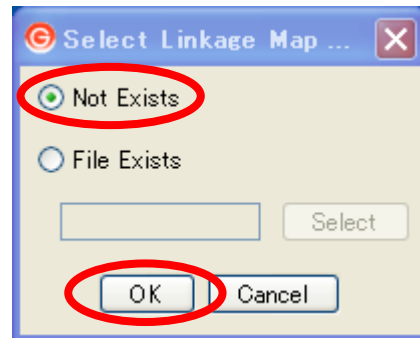 Select Linkage Map ...
Not Exists
File Exists
Select
OK Cancel